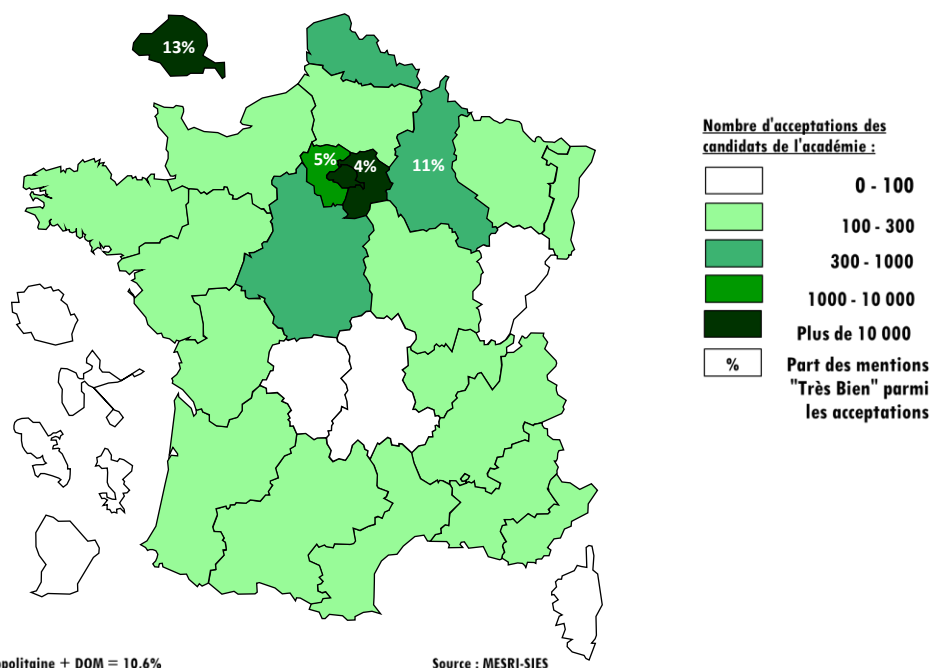 13%
5%
4%
11%
Nombre d'acceptations des
candidats de l'académie :
0 - 100
100 - 300
300 - 1000
1000 - 10 000
Plus de 10 000
% Part des mentions
"Très Bien" parmi
les acceptations
+ DOM = 10,6%
Source : MESRI-SIES